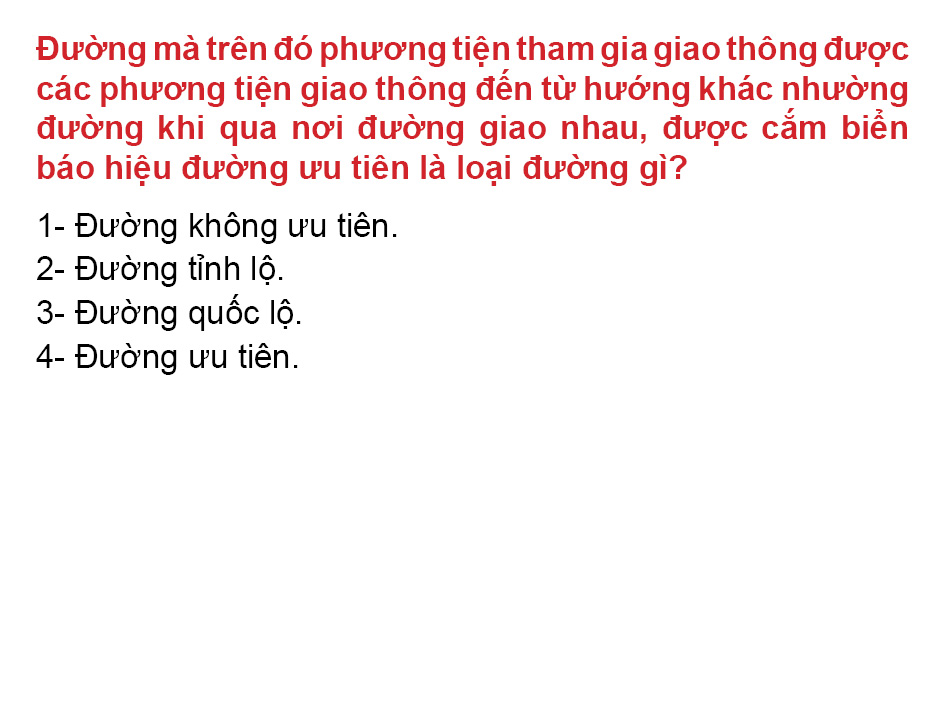 Đường mà trên đó phương tiện tham gia giao thông được
các phương tiện giao thông đến từ hướng khác nhường
đường khi qua nơi đường giao nhau, được cắm biển
báo hiệu đường ưu tiên là loại đường gì?
1- Đường không ưu tiên.
2- Đường tỉnh lộ.
3- Đường quốc lộ.
4- Đường ưu tiên.